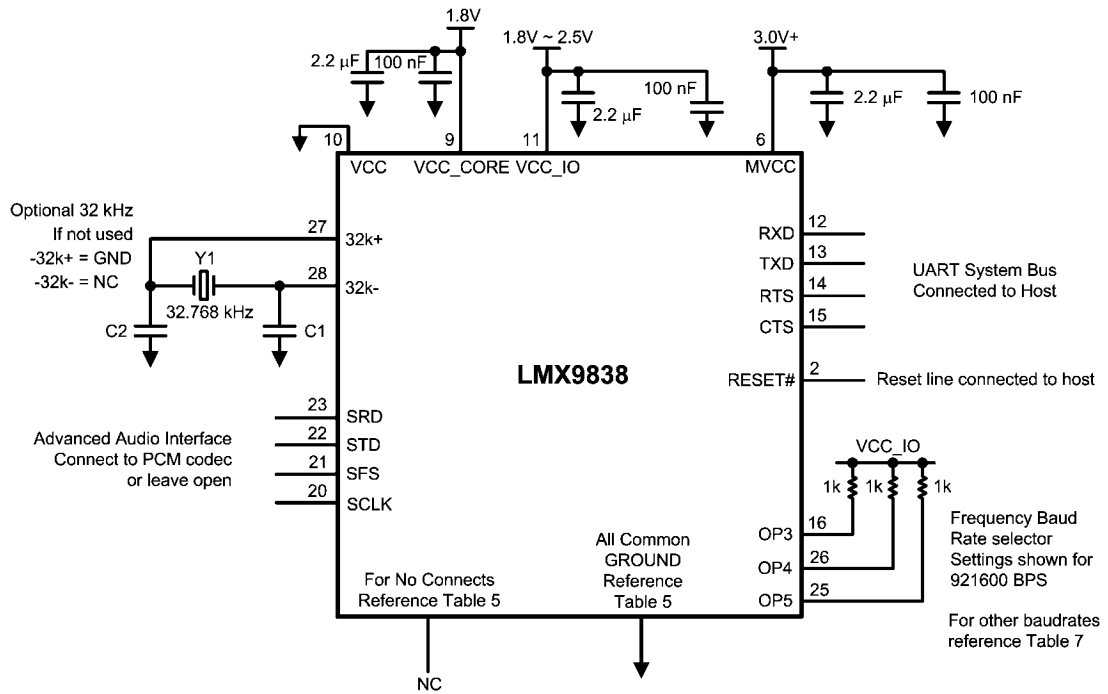 1.8V
2.2 µF
100 nF
1.8V ~ 2.5V
2.2 µF
100 nF
3.0V+
2.2 µF
100 nF
10
9
11
6
VCC
VCC_CORE
VCC_IO
MVCC
Optional 32 kHz
If not used
-32k+ = GND
-32k- = NC
27
32k+
28
32k-
Y1
32.768 kHz
C2
C1
RXD
12
TXD
13
RTS
14
CTS
15
UART System Bus
Connected to Host
LMX9838
RESET#
2
Reset line connected to host
Advanced Audio Interface
Connect to PCM codec
or leave open
23
SRD
22
STD
21
SFS
20
SCLK
VCC_IO
1k
1k
1k
OP3
16
OP4
26
OP5
25
Frequency Baud
Rate selector
Settings shown for
921600 BPS
For other baudrates
reference Table 7
For No Connects
Reference Table 5
All Common
GROUND
Reference
Table 5
NC